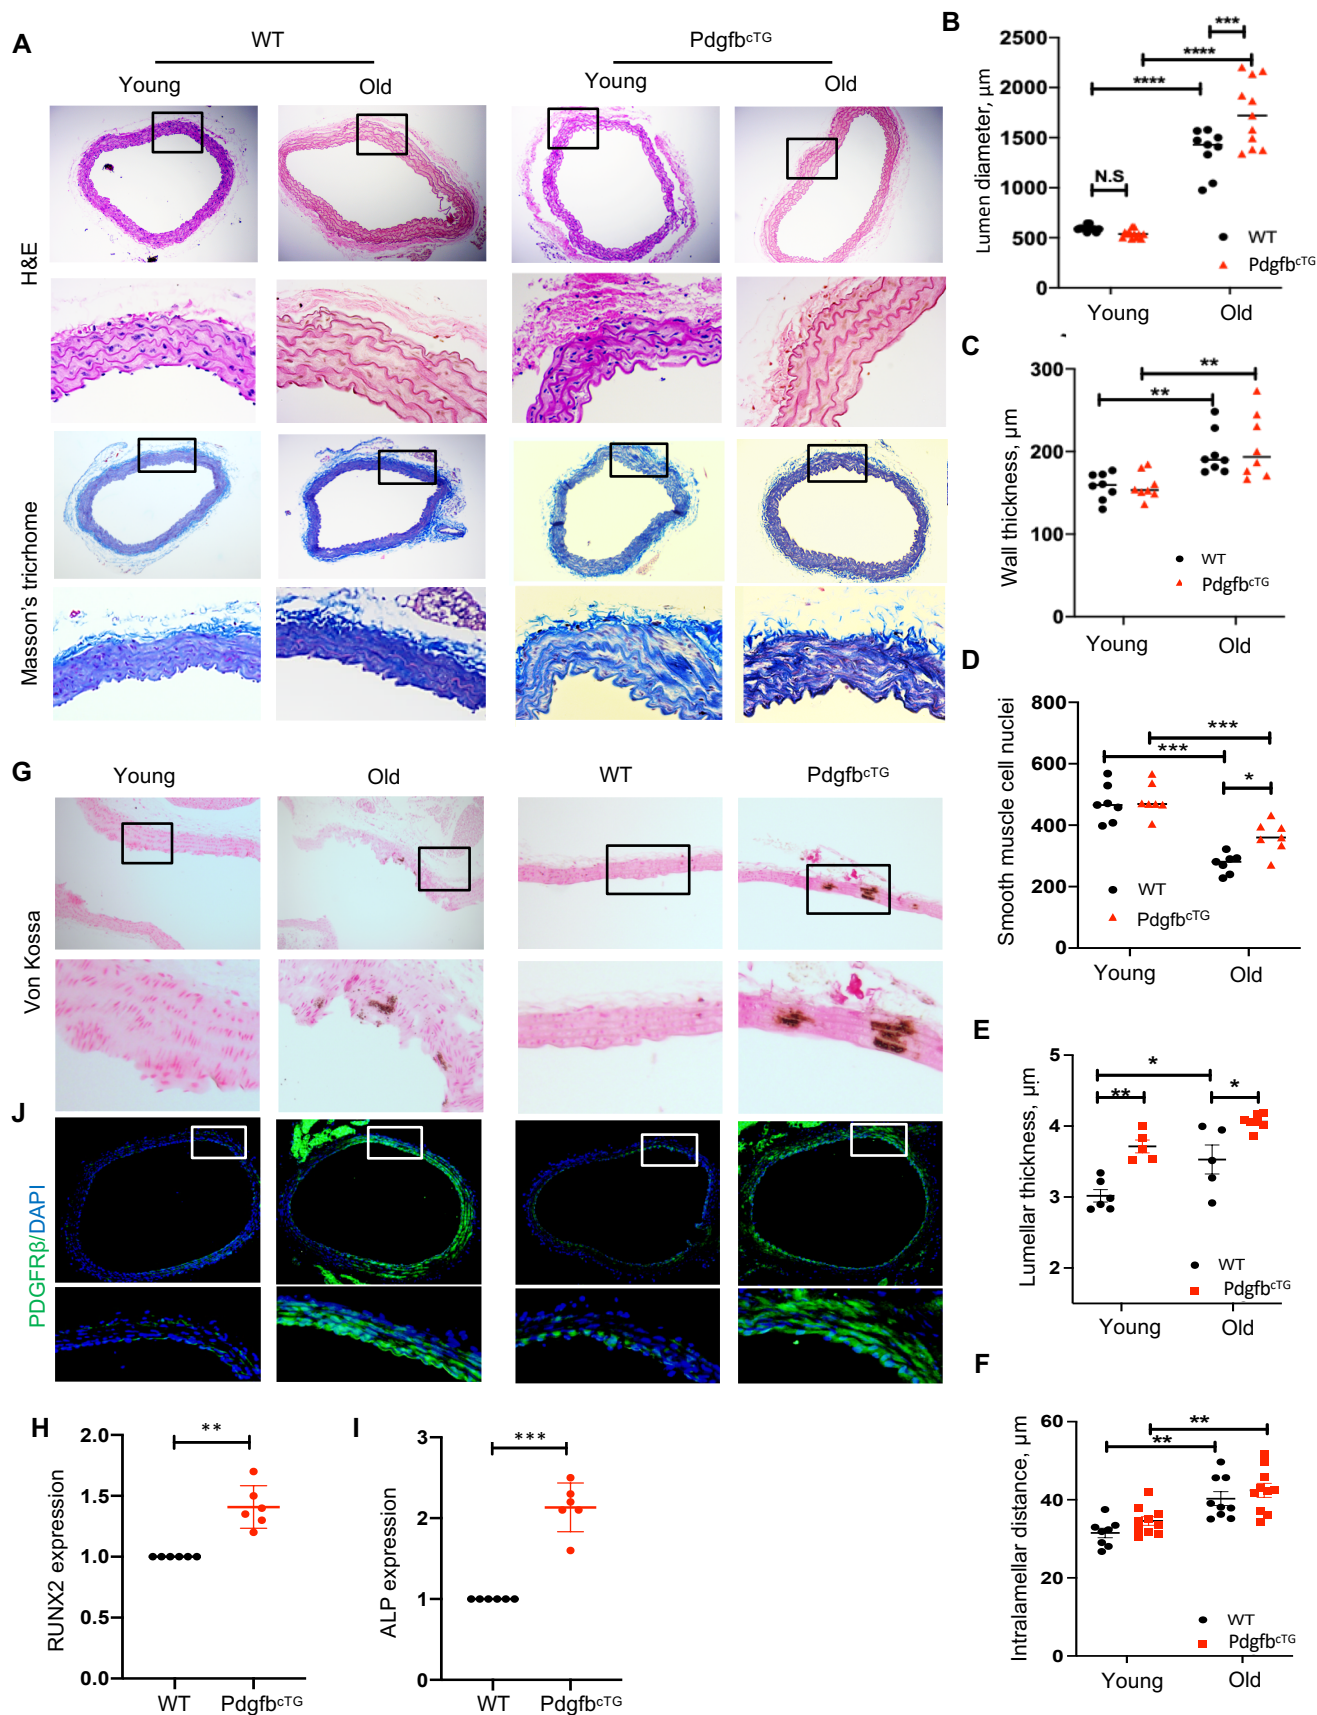 A
WT
PdgfbcTG
Young
Old
Young
Old
H&E
Masson's tricrhome
B
2500
2000
1500
1000
500
0
Lumen diameter, µm
N.S
****
****
***
WT
PdgfbcTG
Young
Old
C
300
200
100
0
Wall thickness, µm
**
**
WT
PdgfbcTG
Young
Old
D
800
600
400
200
0
Smooth muscle cell nuclei
***
***
*
WT
PdgfbcTG
Young
Old
G
Young
Old
WT
PdgfbcTG
Von Kossa
E
5
4
3
2
Lumellar thickness, µm
**
*
*
WT
PdgfbcTG
Young
Old
J
PDGFRβ/DAPI
F
60
40
20
0
Intralamellar distance, µm
**
**
WT
PdgfbcTG
Young
Old
H
2.0
1.5
1.0
0.5
0.0
RUNX2 expression
**
WT
PdgfbcTG
I
3
2
1
0
ALP expression
***
WT
PdgfbcTG